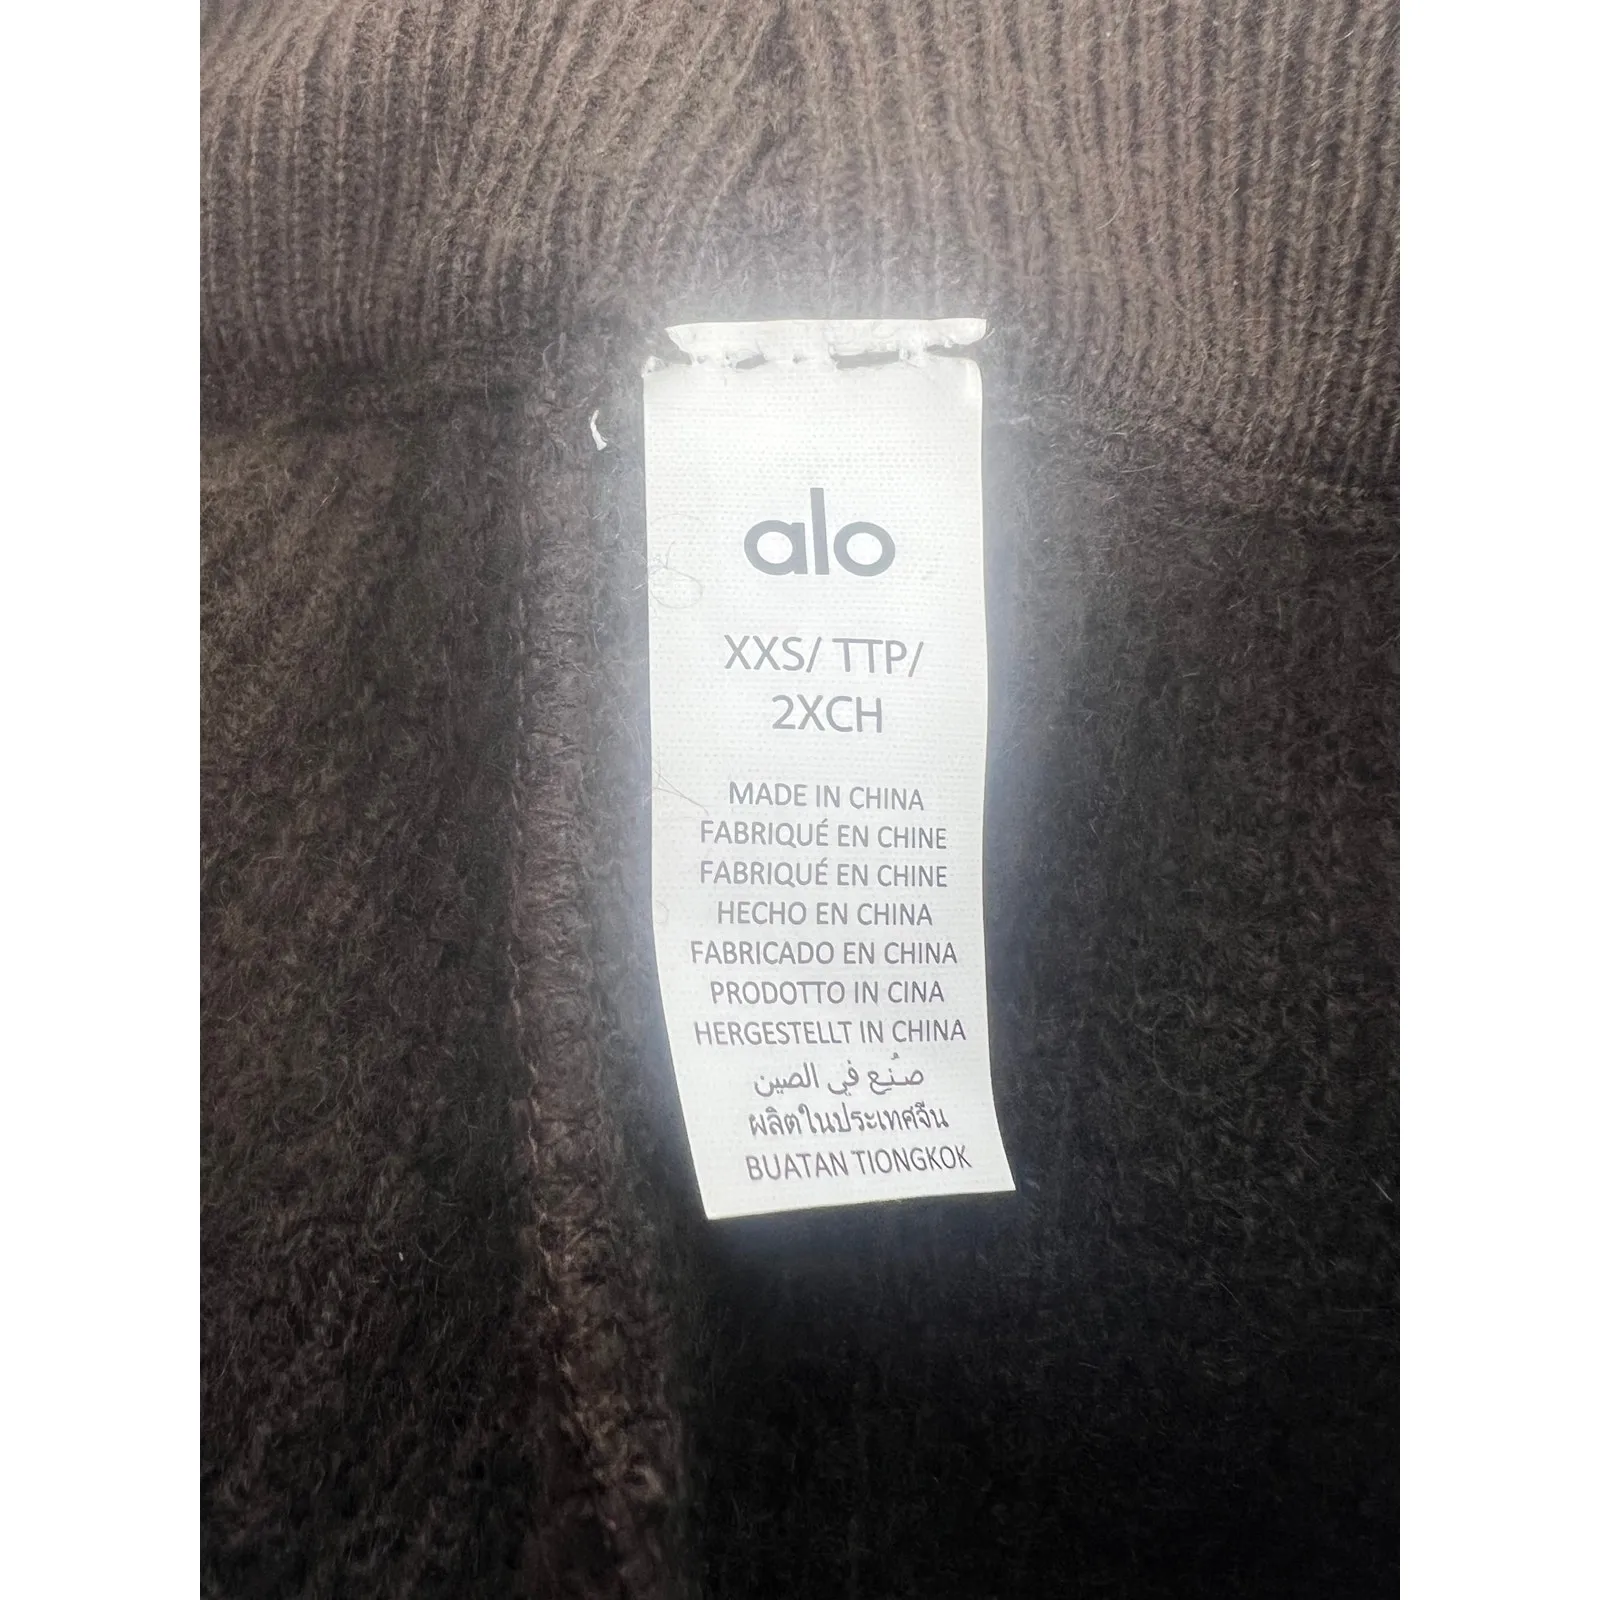 alo
XXS/ TTP/
2XCH
MADE IN CHINA
FABRIQUÉ EN CHINE
FABRIQUÉ EN CHINE
HECHO EN CHINA
FABRICADO EN CHINA
PRODOTTO IN CINA
HERGESTELLT IN CHINA
صُنِع في الصين
ผลิตในประเทศจีน
BUATAN TIONGKOK